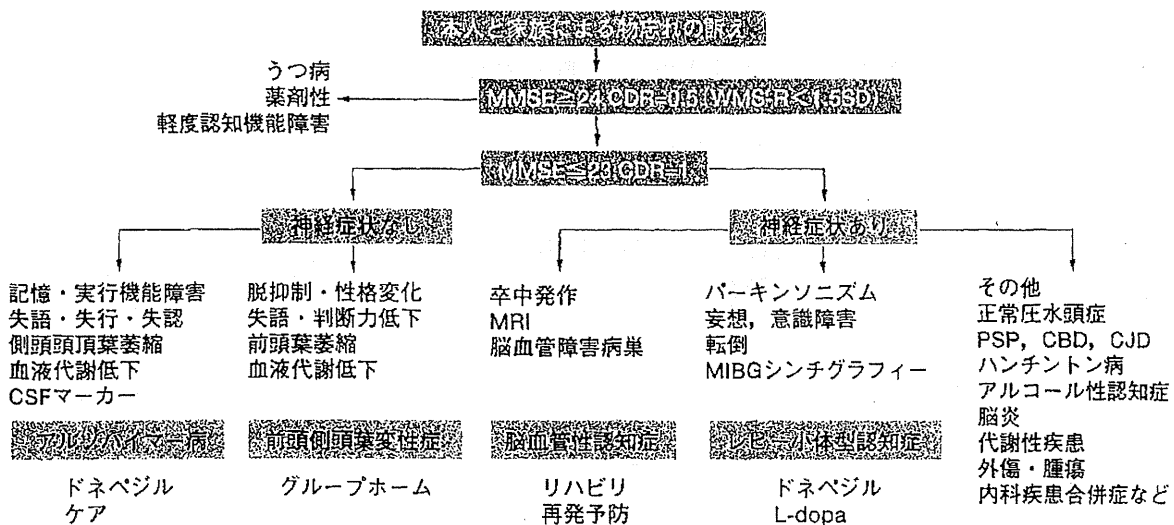 本人と家族による物忘れの訴え
うつ病
薬剤性
軽度認知機能障害
MMSE≧24 CDR=0.5 (WMS-R<1.5SD)
MMSE≦23 CDR=1
神経症状なし
神経症状あり
記憶・実行機能障害
失語・失行・失認
側頭頭頂葉萎縮
血液代謝低下
CSFマーカー
アルツハイマー病
ドネペジル
ケア
脱抑制・性格変化
失語・判断力低下
前頭葉萎縮
血液代謝低下
前頭側頭葉変性症
グループホーム
卒中発作
MRI
脳血管障害病巣
脳血管性認知症
リハビリ
再発予防
パーキンソニズム
妄想，意識障害
転倒
MIBGシンチグラフィー
レビー小体型認知症
ドネペジル
L-dopa
その他
正常圧水頭症
PSP，CBD，CJD
ハンチントン病
アルコール性認知症
脳炎
代謝性疾患
外傷・腫瘍
内科疾患合併症など